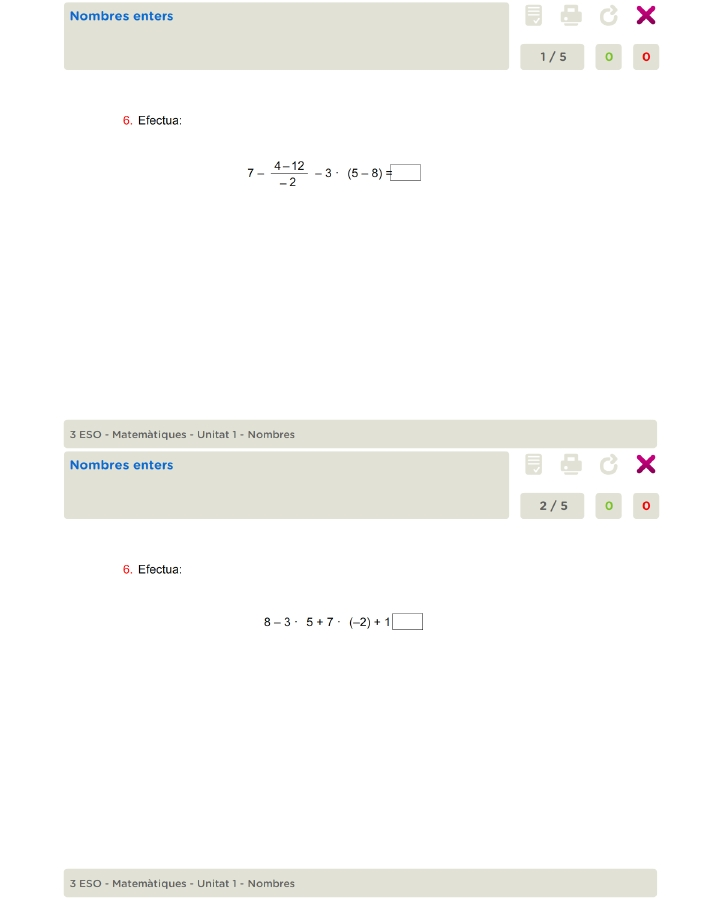 Nombres enters
1 / 5 0 0
6. Efectua:
7 – (4 – 12)/(– 2) – 3 · (5 – 8) =
3 ESO - Matemàtiques - Unitat 1 - Nombres
Nombres enters
2 / 5 0 0
6. Efectua:
8 – 3 · 5 + 7 · (–2) + 1
3 ESO - Matemàtiques - Unitat 1 - Nombres